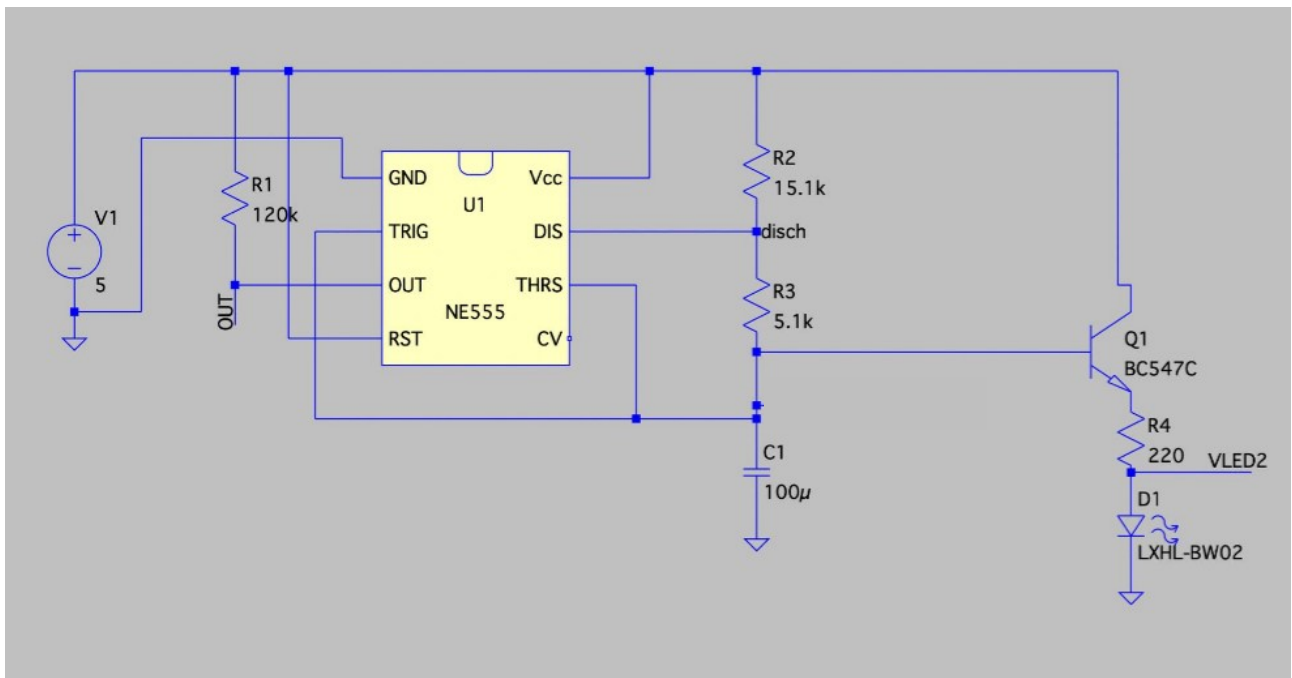 V1
5
R1
120k
OUT
GND
TRIG
OUT
RST
U1
NE555
Vcc
DIS
THRS
CV
R2
15.1k
disch
R3
5.1k
C1
100µ
Q1
BC547C
R4
220
VLED2
D1
LXHL-BW02